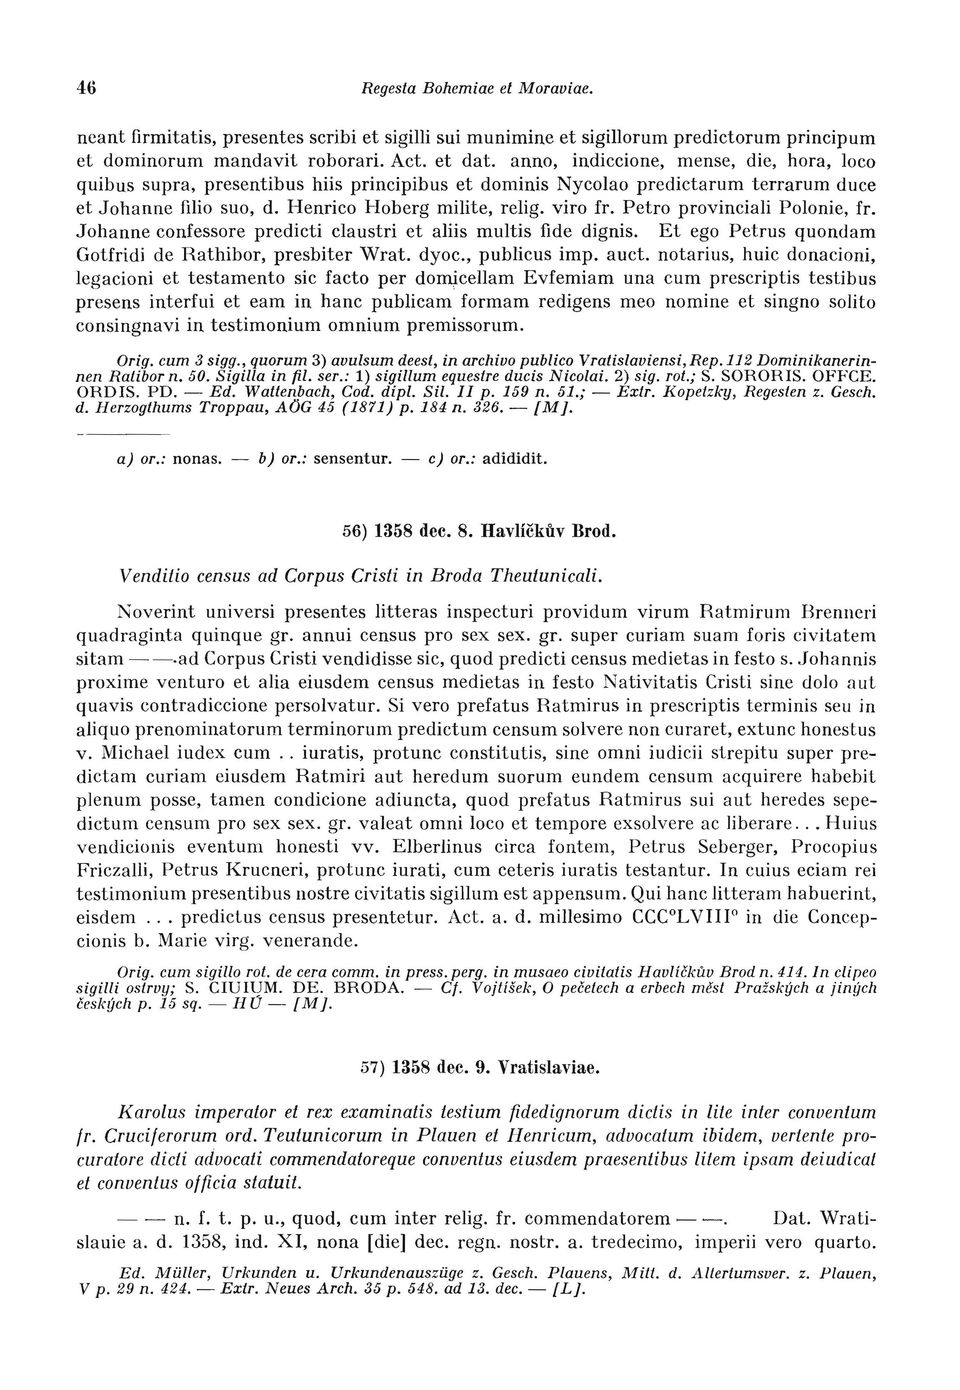 46 Regesta Bohemiae et Moraviae.
neant firmitatis, presentes scribi et sigilli sui munimine et sigillorum predictorum principum
et dominorum mandavit roborari. Act. et dat. anno, indiccione, mense, die, hora, loco
quibus supra, presentibus hiis principibus et dominis Nycolao predictarum terrarum duce
et Johanne filio suo, d. Henrico Hoberg milite, relig. viro fr. Petro provinciali Polonie, fr.
Johanne confessore predicti claustri et aliis multis fide dignis. Et ego Petrus quondam
Gotfridi de Rathibor, presbiter Wrat. dyoc., publicus imp. auct. notarius, huic donacioni,
legacioni et testamento sic facto per domicellam Evfemiam una cum prescriptis testibus
presens interfui et eam in hanc publicam formam redigens meo nomine et singno solito
consingnavi in testimonium omnium premissorum.
Orig. cum 3 sigg., quorum 3) avulsum deest, in archivo publico Vratislaviensi, Rep. 112 Dominikanerin-
nen Ratibor n. 50. Sigilla in fil. ser.: 1) sigillum equestre ducis Nicolai. 2) sig. rot.; S. SORORIS. OFFCE.
ORDIS. PD. — Ed. Wattenbach, Cod. dipl. Sil. II p. 159 n. 51.; — Extr. Kopetzky, Regesten z. Gesch.
d. Herzogthums Troppau, AÖG 45 (1871) p. 184 n. 326. — [M].
a) or.: nonas. — b) or.: sensentur. — c) or.: adididit.
56) 1358 dec. 8. Havlíčkův Brod.
Venditio census ad Corpus Cristi in Broda Theutunicali.
Noverint universi presentes litteras inspecturi providum virum Ratmirum Brenneri
quadraginta quinque gr. annui census pro sex sex. gr. super curiam suam foris civitatem
sitam — —.ad Corpus Cristi vendidisse sic, quod predicti census medietas in festo s. Johannis
proxime venturo et alia eiusdem census medietas in festo Nativitatis Cristi sine dolo aut
quavis contradiccione persolvatur. Si vero prefatus Ratmirus in prescriptis terminis seu in
aliquo prenominatorum terminorum predictum censum solvere non curaret, extunc honestus
v. Michael iudex cum . . iuratis, protunc constitutis, sine omni iudicii strepitu super pre-
dictam curiam eiusdem Ratmiri aut heredum suorum eundem censum acquirere habebit
plenum posse, tamen condicione adiuncta, quod prefatus Ratmirus sui aut heredes sepe-
dictum censum pro sex sex. gr. valeat omni loco et tempore exsolvere ac liberare. . . Huius
vendicionis eventum honesti vv. Elberlinus circa fontem, Petrus Seberger, Procopius
Friczalli, Petrus Krucneri, protunc iurati, cum ceteris iuratis testantur. In cuius eciam rei
testimonium presentibus nostre civitatis sigillum est appensum. Qui hanc litteram habuerint,
eisdem . . . predictus census presentetur. Act. a. d. millesimo CCC°LVIII° in die Concep-
cionis b. Marie virg. venerande.
Orig. cum sigillo rot. de cera comm. in press. perg. in musaeo civitatis Havlíčkův Brod n. 414. In clipeo
sigilli ostrvy; S. CIUIUM. DE. BRODA. — Cf. Vojtíšek, O pečetech a erbech měst Pražských a jiných
českých p. 15 sq. — HÚ — [M].
57) 1358 dec. 9. Vratislaviae.
Karolus imperator et rex examinatis testium fidedignorum dictis in lite inter conventum
fr. Cruciferorum ord. Teutunicorum in Plauen et Henricum, advocatum ibidem, vertente pro-
curatore dicti advocati commendatoreque conventus eiusdem praesentibus litem ipsam deiudicat
et conventus officia statuit.
— — n. f. t. p. u., quod, cum inter relig. fr. commendatorem — —. Dat. Wrati-
slauie a. d. 1358, ind. XI, nona [die] dec. regn. nostr. a. tredecimo, imperii vero quarto.
Ed. Müller, Urkunden u. Urkundenauszüge z. Gesch. Plauens, Mitt. d. Altertumsver. z. Plauen,
V p. 29 n. 424. — Extr. Neues Arch. 35 p. 548. ad 13. dec. — [L].